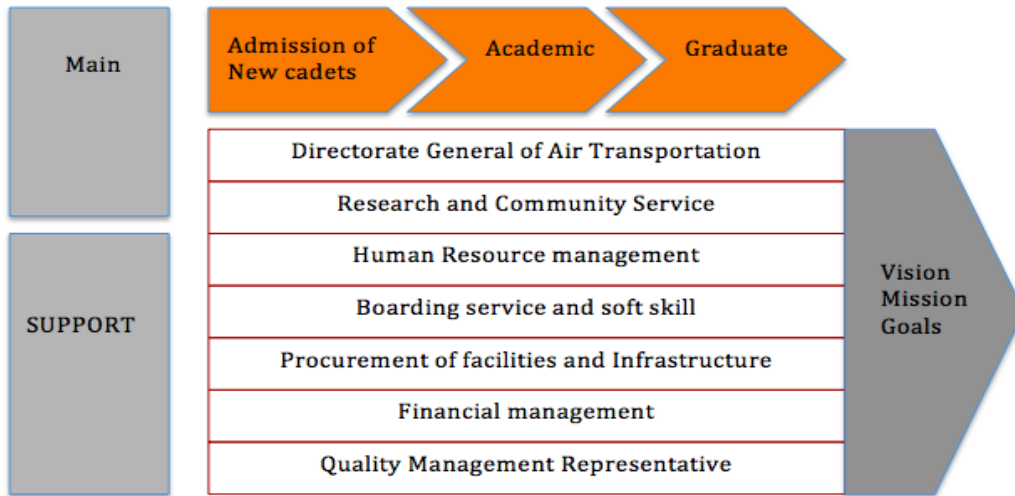 Main
Admission of
New cadets
Academic
Graduate
Directorate General of Air Transportation
Research and Community Service
Human Resource management
Boarding service and soft skill
Procurement of facilities and Infrastructure
Financial management
Quality Management Representative
SUPPORT
Vision
Mission
Goals